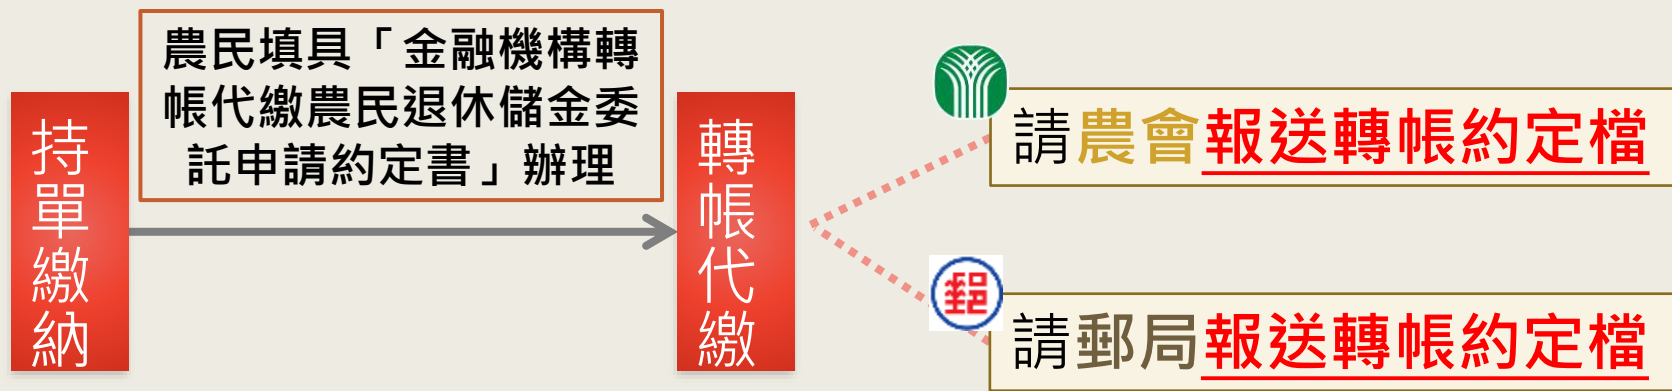 持單繳納
農民填具「金融機構轉
帳代繳農民退休儲金委
託申請約定書」辦理
轉帳代繳
請農會報送轉帳約定檔
郵
請郵局報送轉帳約定檔